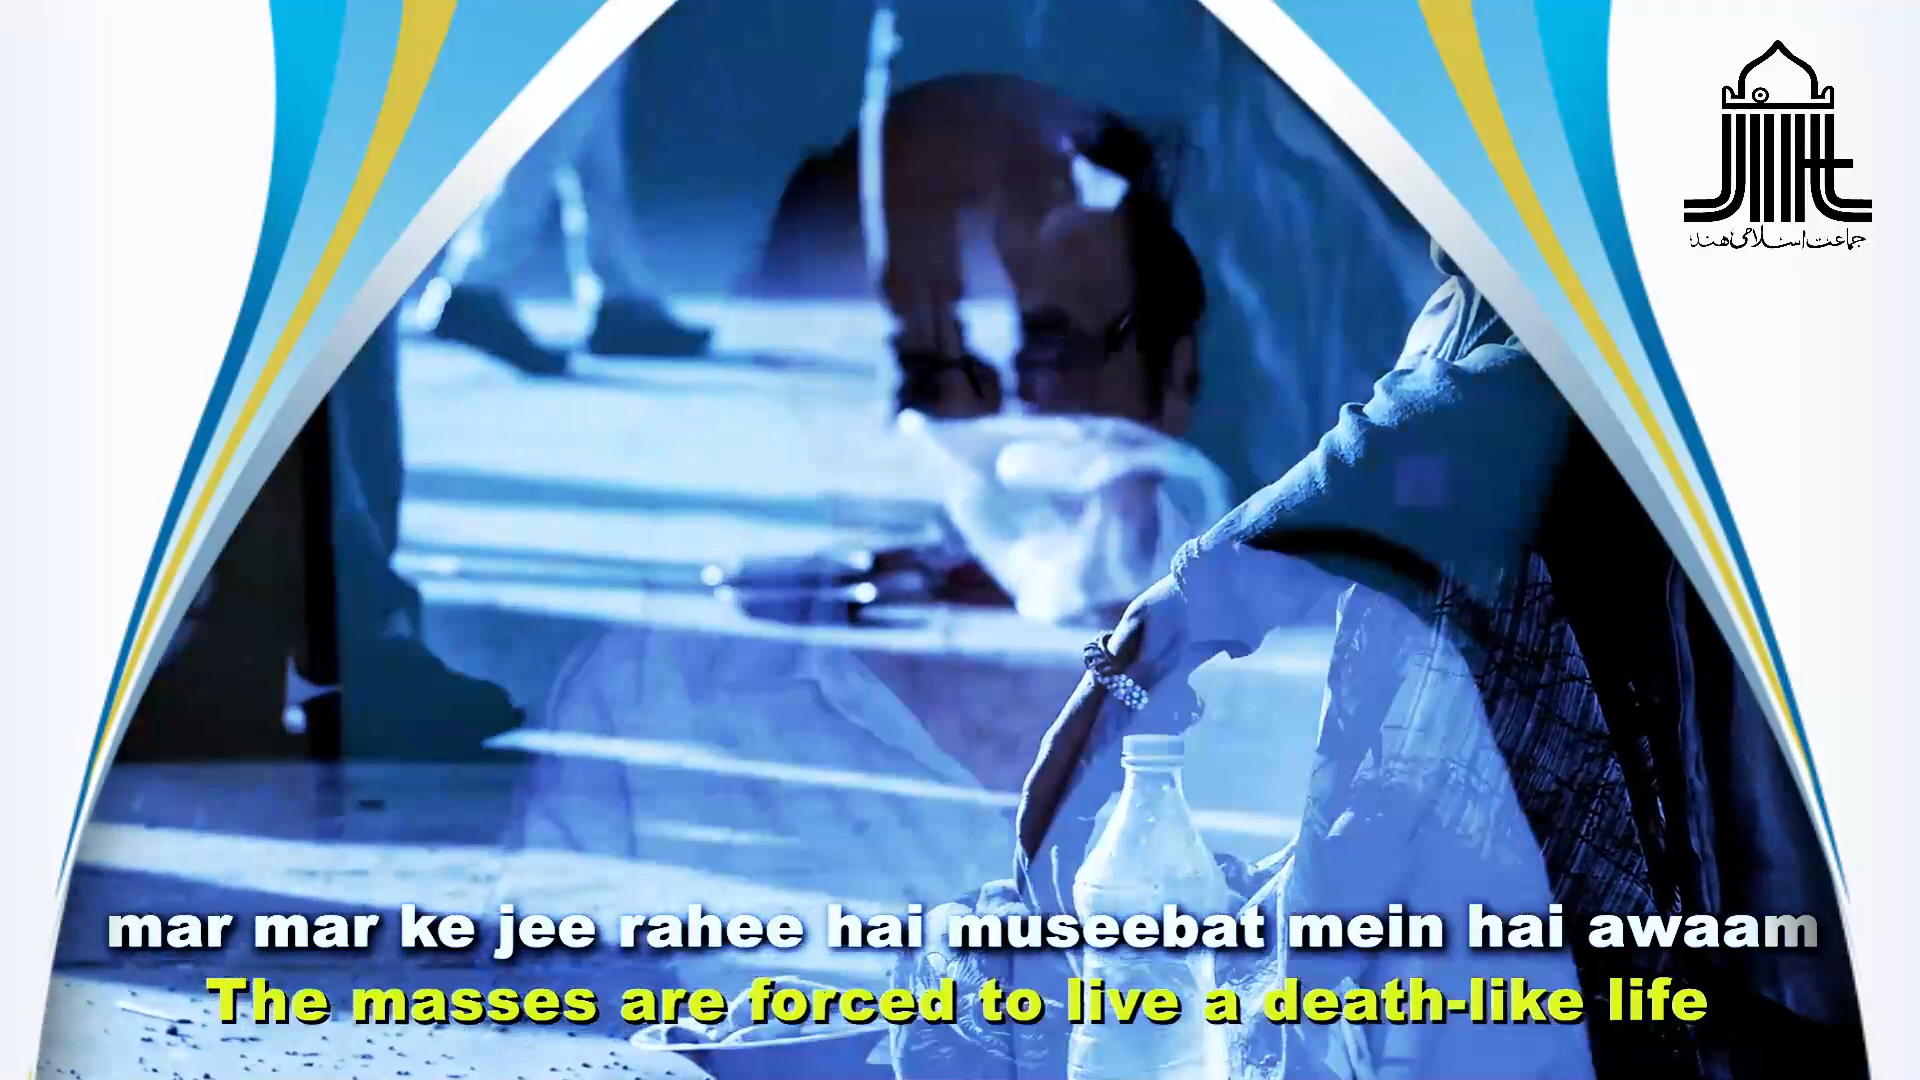 جماعت اسلامی ہند
mar mar ke jee rahee hai museebat mein hai awaam
The masses are forced to live a death-like life